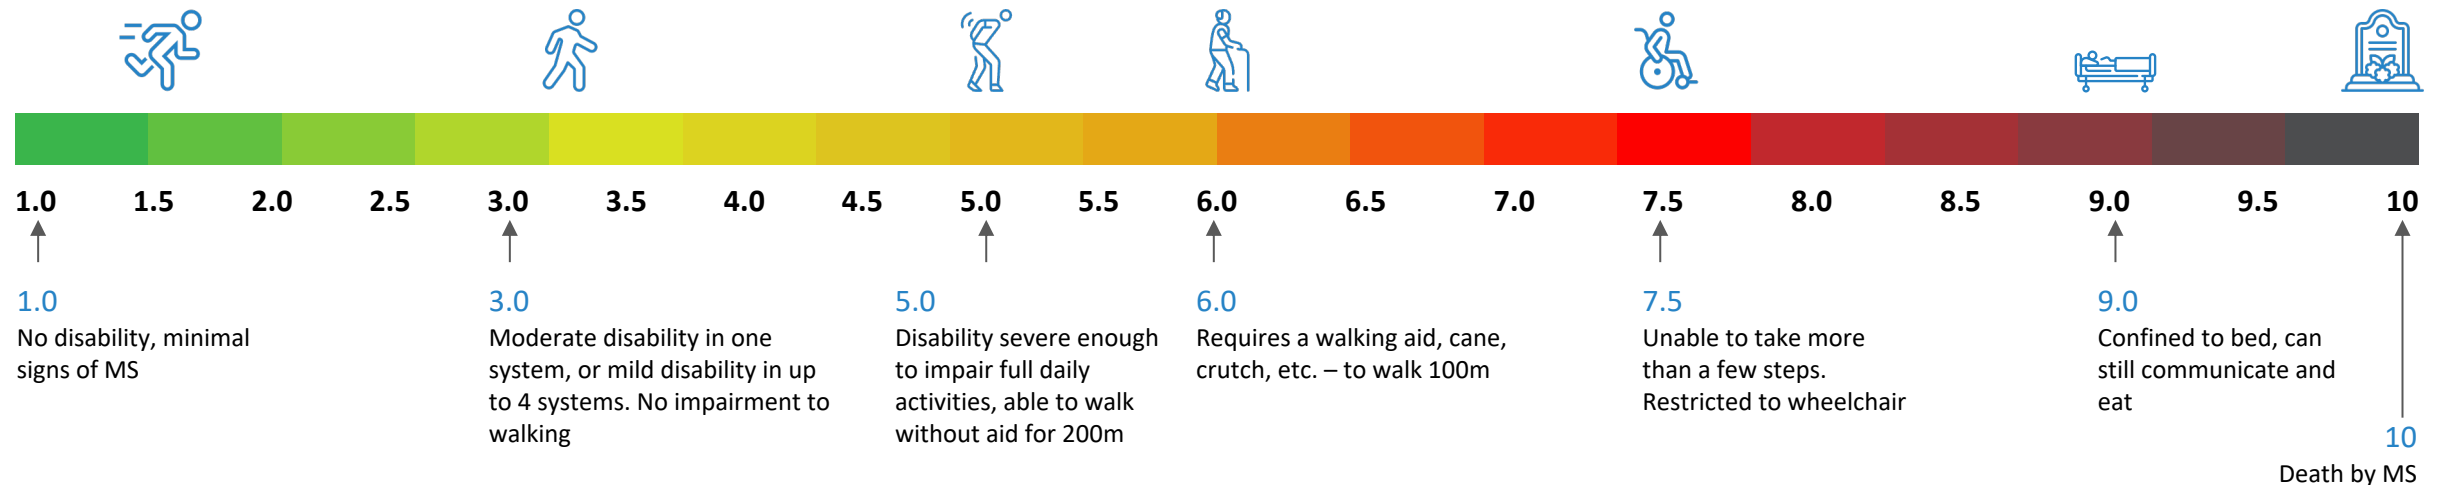 1.0 1.5 2.0 2.5 3.0 3.5 4.0 4.5 5.0 5.5 6.0 6.5 7.0 7.5 8.0 8.5 9.0 9.5 10
1.0
No disability, minimal
signs of MS
3.0
Moderate disability in one
system, or mild disability in up
to 4 systems. No impairment to
walking
5.0
Disability severe enough
to impair full daily
activities, able to walk
without aid for 200m
6.0
Requires a walking aid, cane,
crutch, etc. – to walk 100m
7.5
Unable to take more
than a few steps.
Restricted to wheelchair
9.0
Confined to bed, can
still communicate and
eat
10
Death by MS